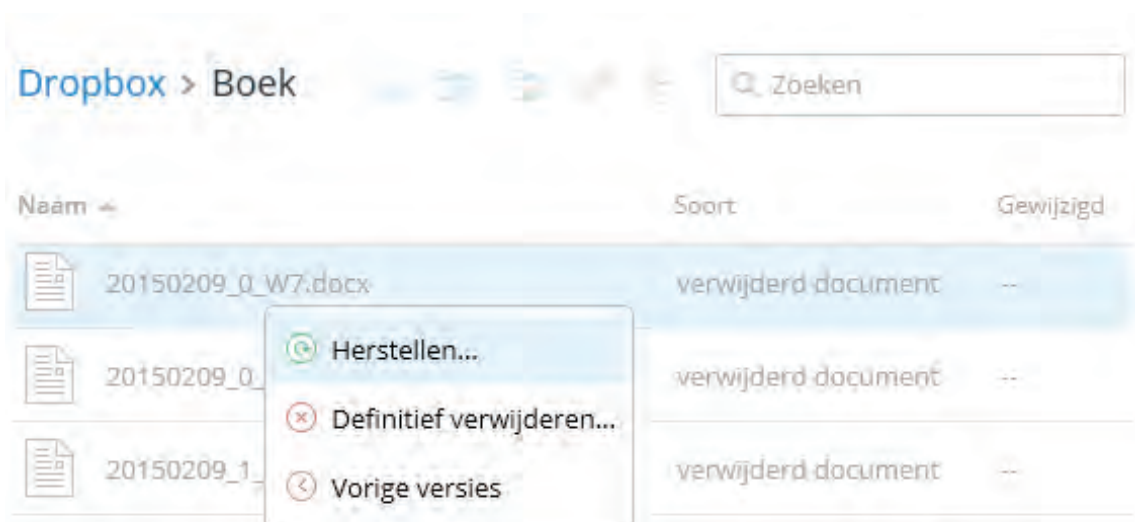 Dropbox > Boek
Zoeken
Naam Soort Gewijzigd
20150209_0_W7.docx verwijderd document --
Herstellen...
20150209_0_ verwijderd document --
Definitief verwijderen...
20150209_1_ verwijderd document --
Vorige versies